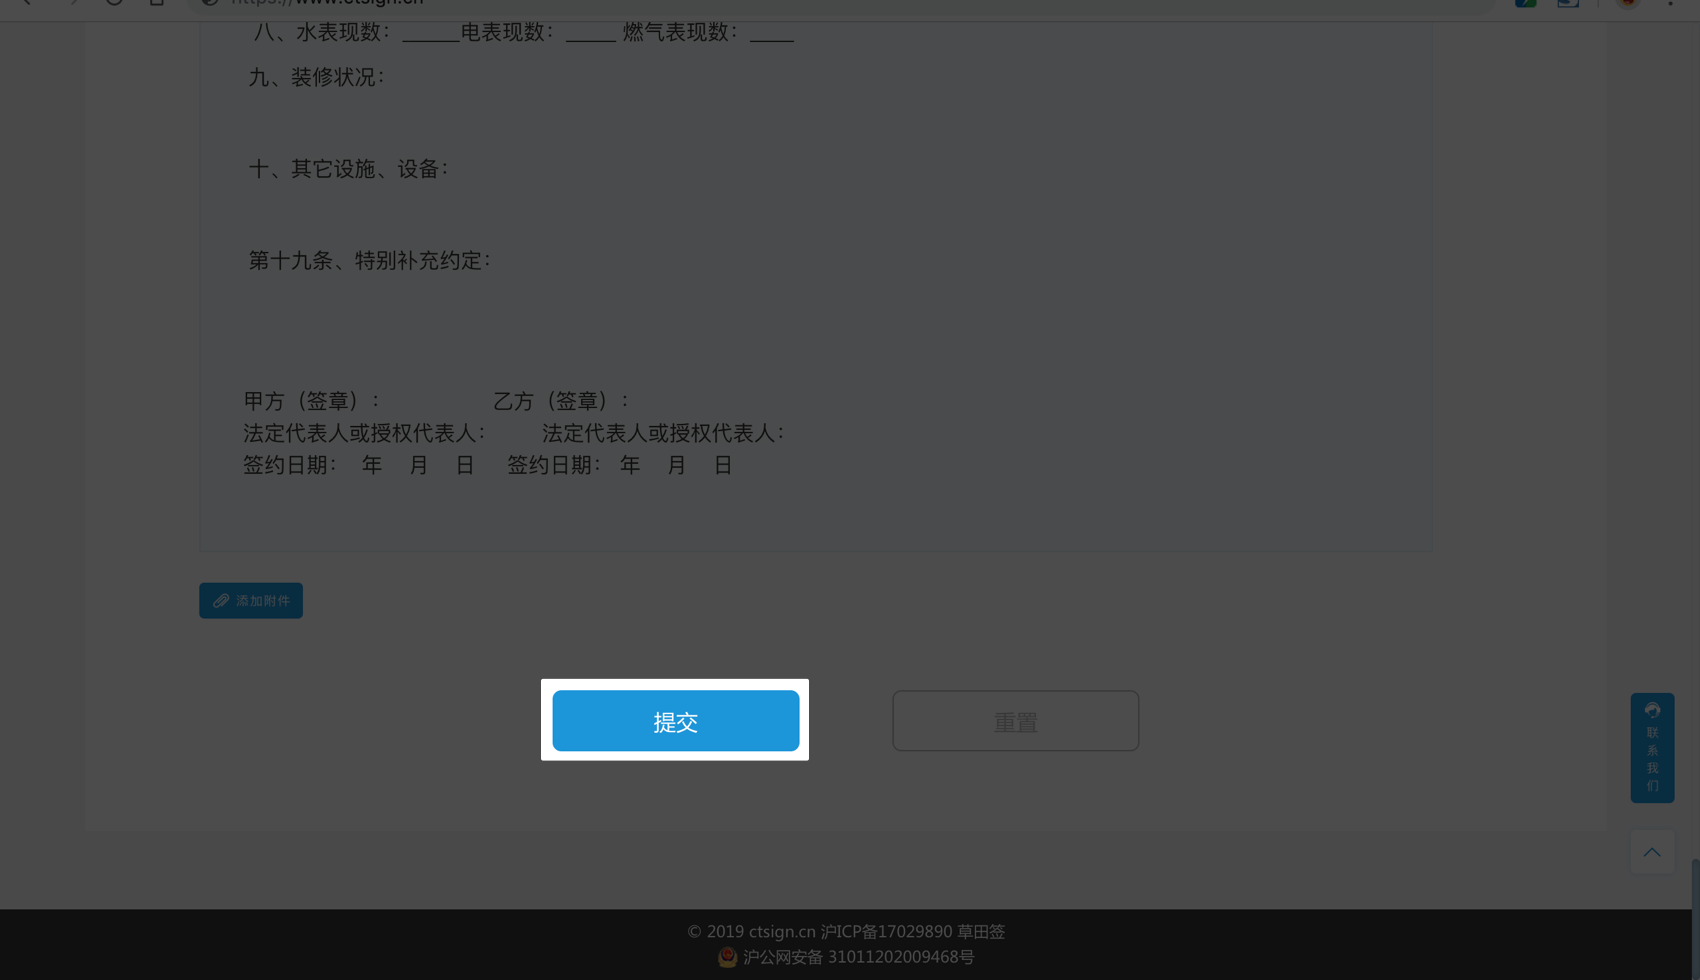 https://www.ctsign.cn
八、水表现数：_____电表现数：_____ 燃气表现数：____
九、装修状况：
十、其它设施、设备：
第十九条、特别补充约定：
甲方（签章）： 乙方（签章）：
法定代表人或授权代表人： 法定代表人或授权代表人：
签约日期： 年 月 日 签约日期： 年 月 日
添加附件
提交 重置
联
系
我
们
© 2019 ctsign.cn 沪ICP备17029890 草田签
沪公网安备 31011202009468号